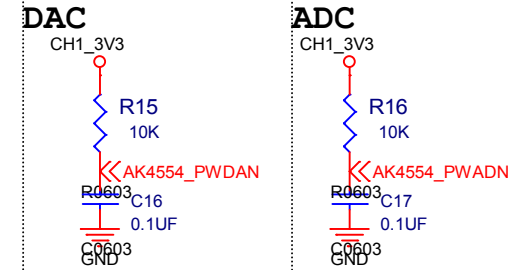 DAC
CH1_3V3
R15
10K
AK4554_PWDAN
R0603
C16
0.1UF
C0603
GND
ADC
CH1_3V3
R16
10K
AK4554_PWADN
R0603
C17
0.1UF
C0603
GND